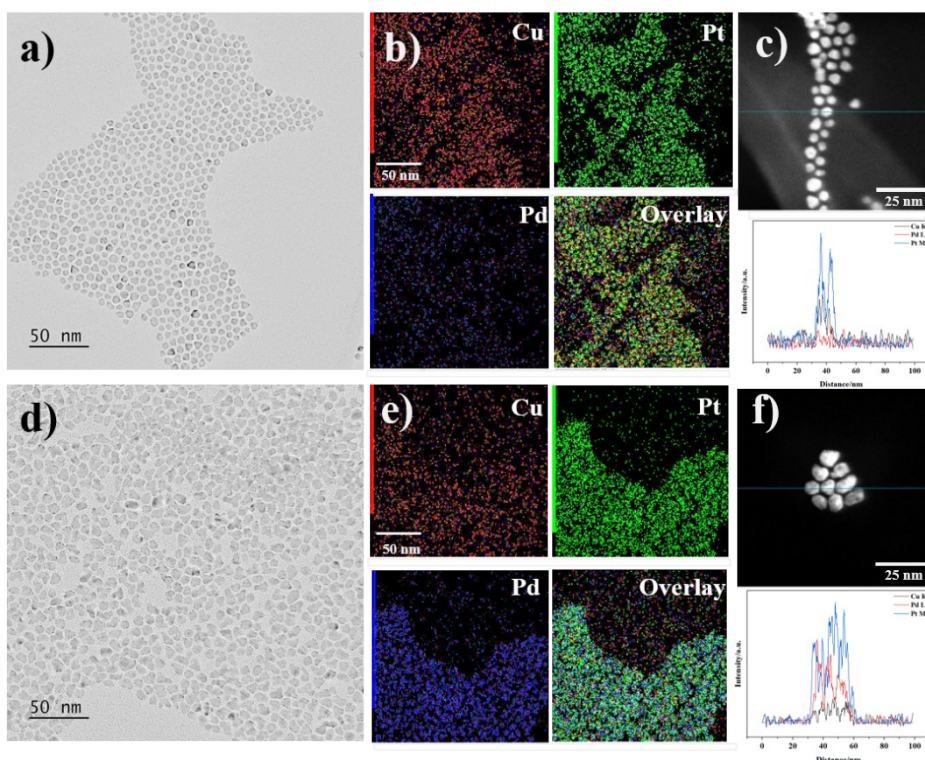 a)
50 nm
b)
Cu
50 nm
Pt
Pd
Overlay
c)
25 nm
Cu K
Pd L
Pt M
Intensity/a.u.
0 20 40 60 80 100
Distance/nm
d)
50 nm
e)
Cu
50 nm
Pt
Pd
Overlay
f)
25 nm
Cu K
Pd L
Pt M
Intensity/a.u.
0 20 40 60 80 100
Distance/nm